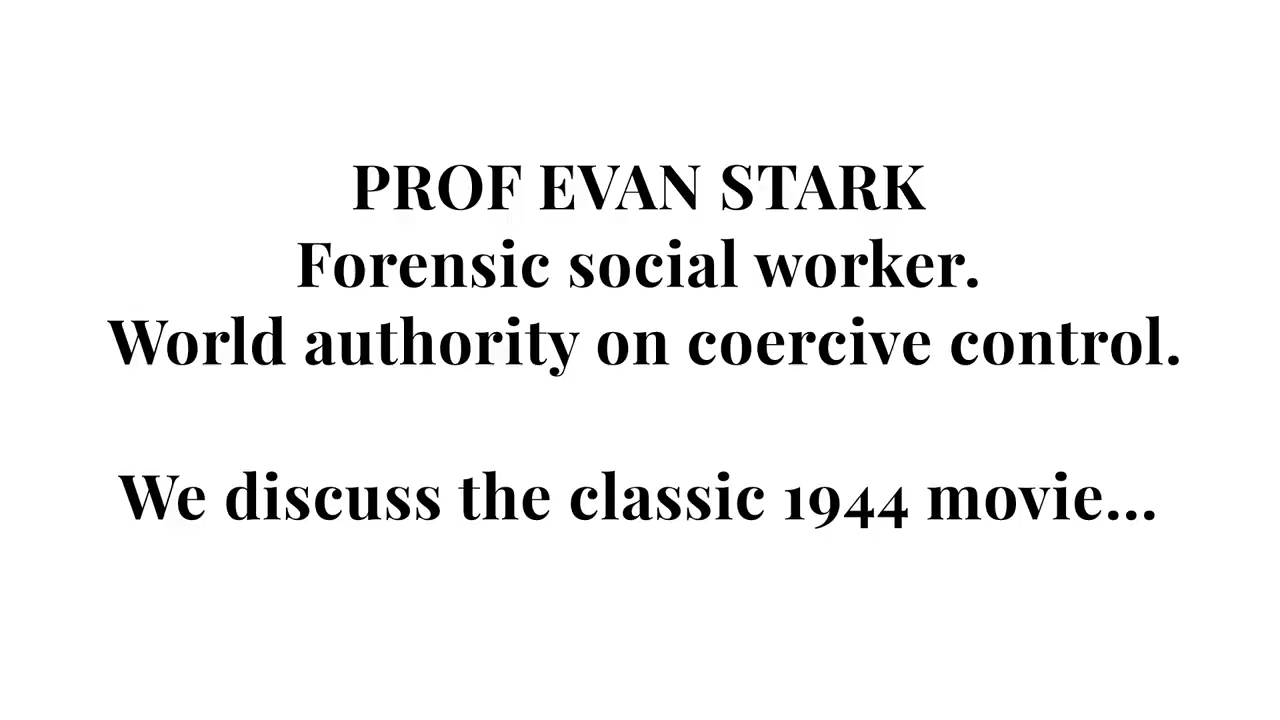 PROF EVAN STARK
Forensic social worker.
World authority on coercive control.
We discuss the classic 1944 movie...